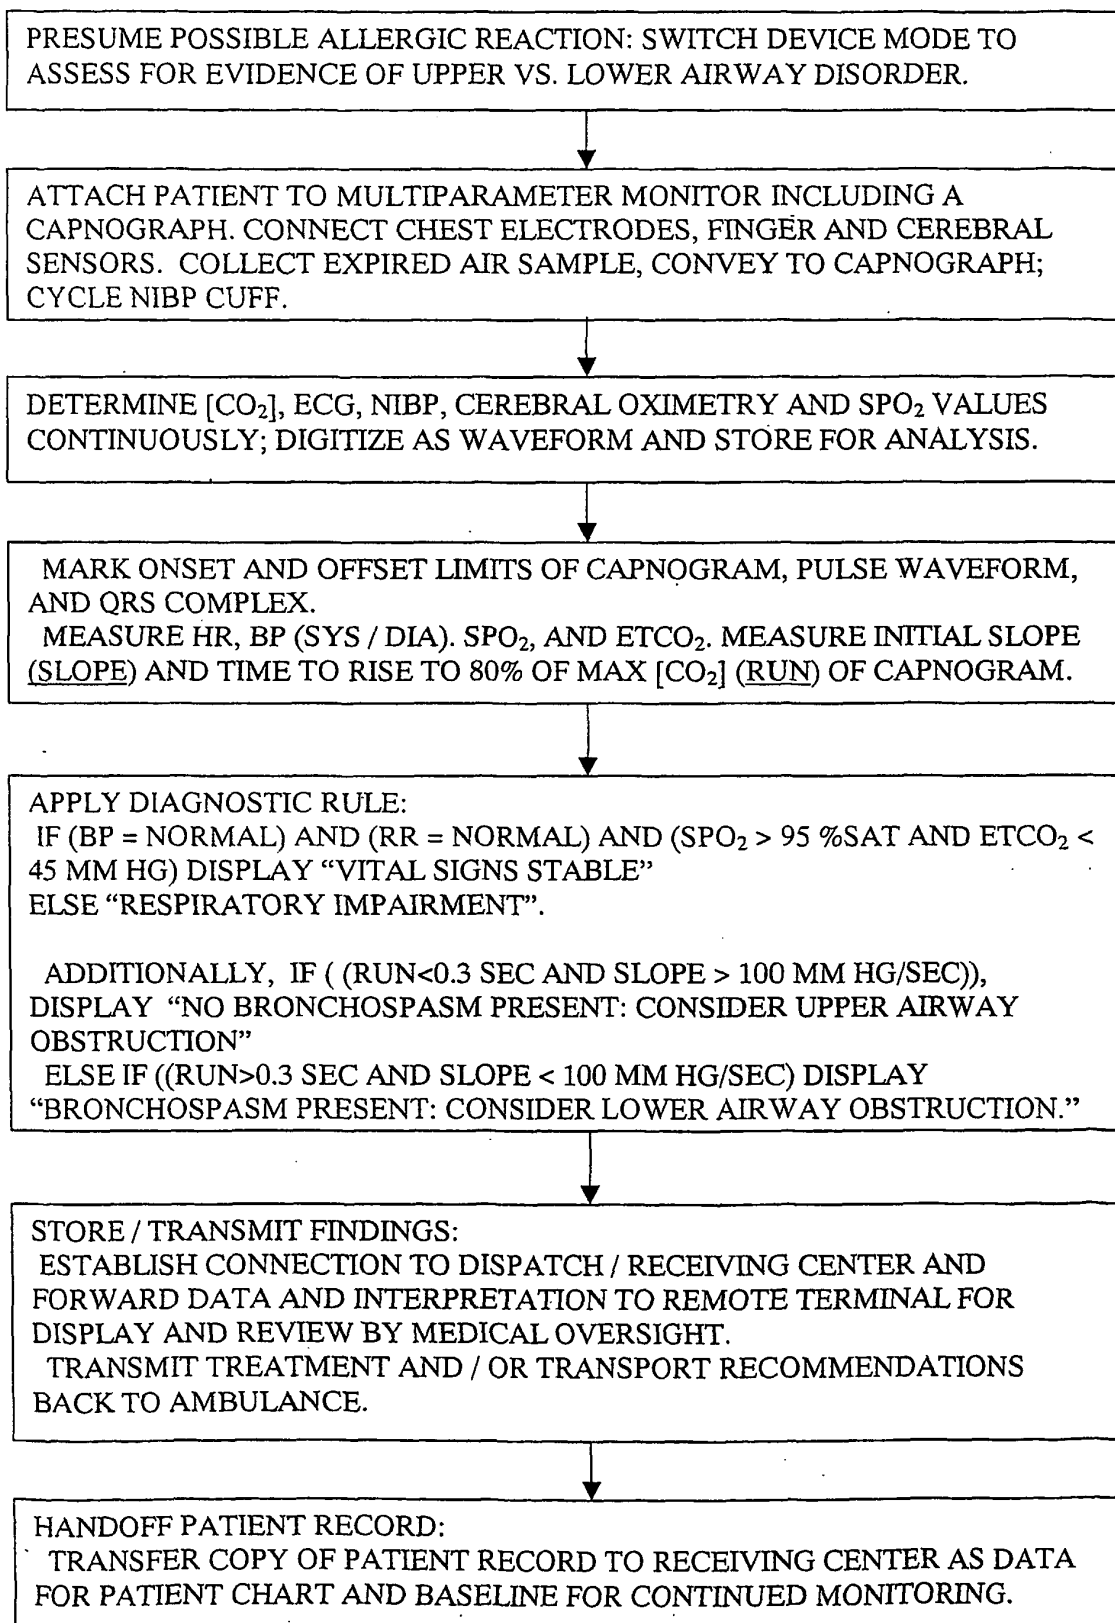 PRESUME POSSIBLE ALLERGIC REACTION: SWITCH DEVICE MODE TO
ASSESS FOR EVIDENCE OF UPPER VS. LOWER AIRWAY DISORDER.
ATTACH PATIENT TO MULTIPARAMETER MONITOR INCLUDING A
CAPNOGRAPH. CONNECT CHEST ELECTRODES, FINGER AND CEREBRAL
SENSORS. COLLECT EXPIRED AIR SAMPLE, CONVEY TO CAPNOGRAPH;
CYCLE NIBP CUFF.
DETERMINE [CO₂], ECG, NIBP, CEREBRAL OXIMETRY AND SPO₂ VALUES
CONTINUOUSLY; DIGITIZE AS WAVEFORM AND STORE FOR ANALYSIS.
MARK ONSET AND OFFSET LIMITS OF CAPNOGRAM, PULSE WAVEFORM,
AND QRS COMPLEX.
MEASURE HR, BP (SYS / DIA). SPO₂, AND ETCO₂. MEASURE INITIAL SLOPE
(SLOPE) AND TIME TO RISE TO 80% OF MAX [CO₂] (RUN) OF CAPNOGRAM.
APPLY DIAGNOSTIC RULE:
IF (BP = NORMAL) AND (RR = NORMAL) AND (SPO₂ > 95 %SAT AND ETCO₂ <
45 MM HG) DISPLAY “VITAL SIGNS STABLE”
ELSE “RESPIRATORY IMPAIRMENT”.
ADDITIONALLY, IF ( (RUN<0.3 SEC AND SLOPE > 100 MM HG/SEC)),
DISPLAY “NO BRONCHOSPASM PRESENT: CONSIDER UPPER AIRWAY
OBSTRUCTION”
ELSE IF ((RUN>0.3 SEC AND SLOPE < 100 MM HG/SEC) DISPLAY
“BRONCHOSPASM PRESENT: CONSIDER LOWER AIRWAY OBSTRUCTION.”
STORE / TRANSMIT FINDINGS:
ESTABLISH CONNECTION TO DISPATCH / RECEIVING CENTER AND
FORWARD DATA AND INTERPRETATION TO REMOTE TERMINAL FOR
DISPLAY AND REVIEW BY MEDICAL OVERSIGHT.
TRANSMIT TREATMENT AND / OR TRANSPORT RECOMMENDATIONS
BACK TO AMBULANCE.
HANDOFF PATIENT RECORD:
TRANSFER COPY OF PATIENT RECORD TO RECEIVING CENTER AS DATA
FOR PATIENT CHART AND BASELINE FOR CONTINUED MONITORING.